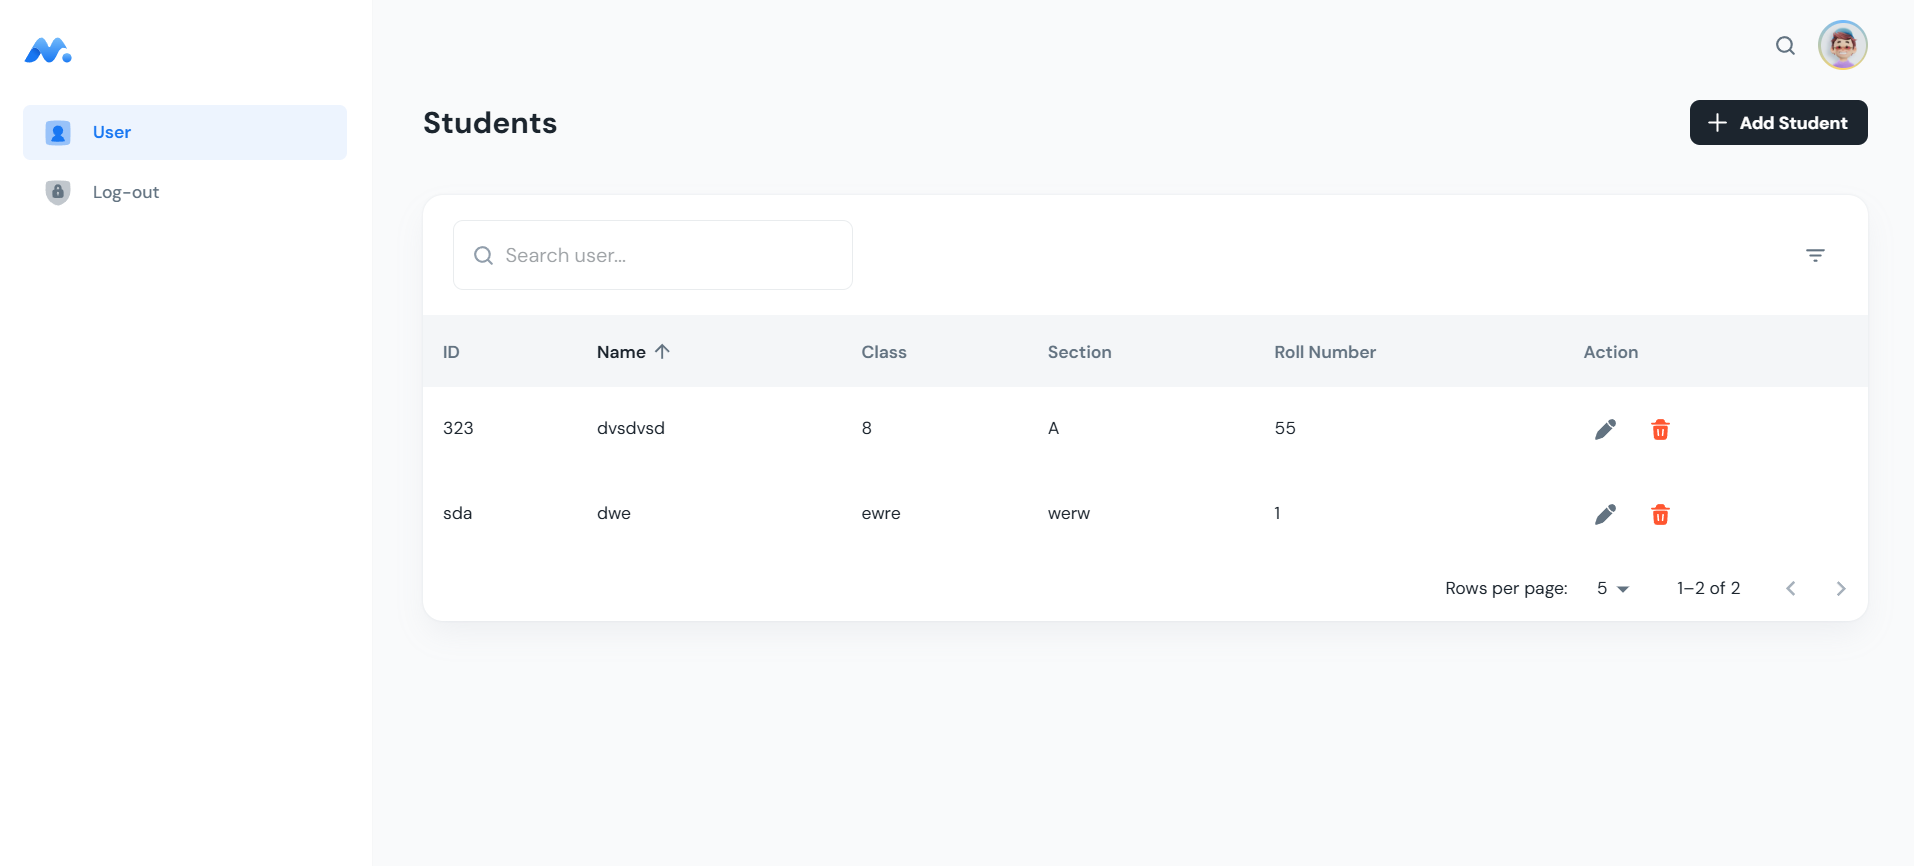 User
Log-out
Students
Add Student
Search user...
ID Name Class Section Roll Number Action
323 dvsdvsd 8 A 55
sda dwe ewre werw 1
Rows per page: 5 1–2 of 2